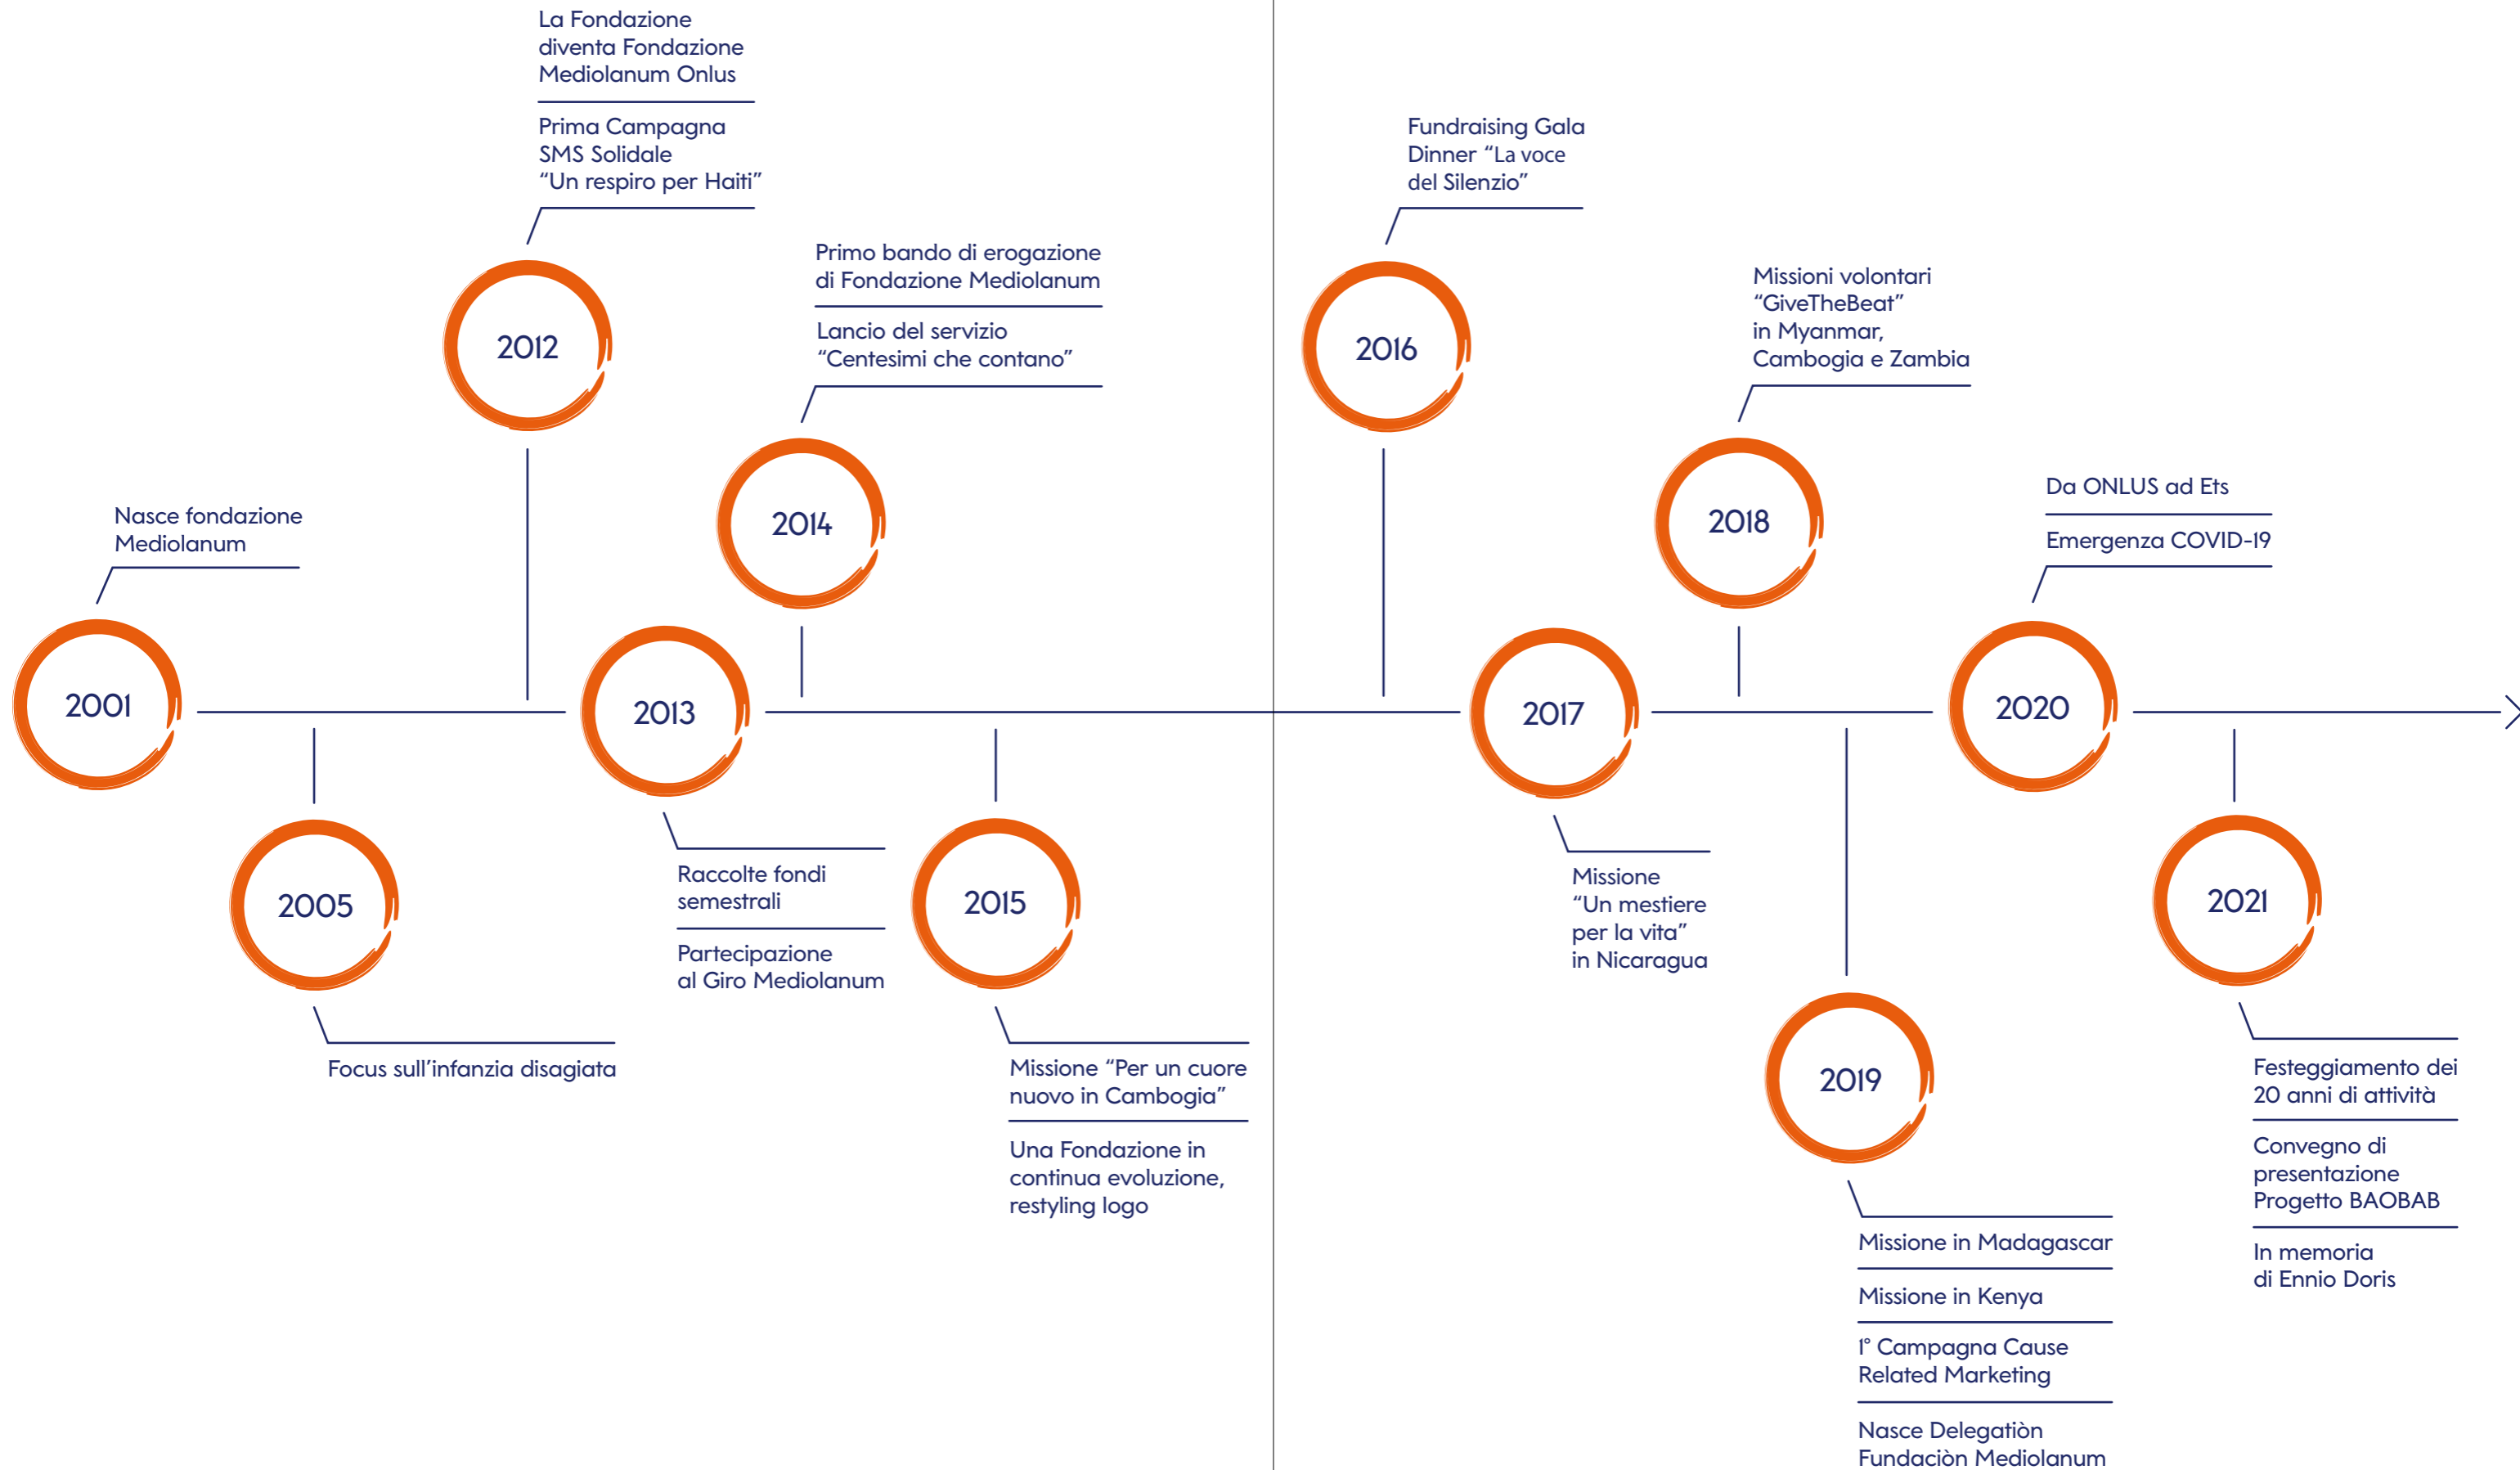 2001
Nasce fondazione
Mediolanum
2005
Focus sull'infanzia disagiata
2012
La Fondazione
diventa Fondazione
Mediolanum Onlus
Prima Campagna
SMS Solidale
“Un respiro per Haiti”
2013
Raccolte fondi
semestrali
Partecipazione
al Giro Mediolanum
2014
Primo bando di erogazione
di Fondazione Mediolanum
Lancio del servizio
“Centesimi che contano”
2015
Missione “Per un cuore
nuovo in Cambogia”
Una Fondazione in
continua evoluzione,
restyling logo
2016
Fundraising Gala
Dinner “La voce
del Silenzio”
2017
Missione
“Un mestiere
per la vita”
in Nicaragua
2018
Missioni volontari
“GiveTheBeat”
in Myanmar,
Cambogia e Zambia
2019
Missione in Madagascar
Missione in Kenya
1° Campagna Cause
Related Marketing
Nasce Delegatiòn
Fundaciòn Mediolanum
2020
Da ONLUS ad Ets
Emergenza COVID-19
2021
Festeggiamento dei
20 anni di attività
Convegno di
presentazione
Progetto BAOBAB
In memoria
di Ennio Doris